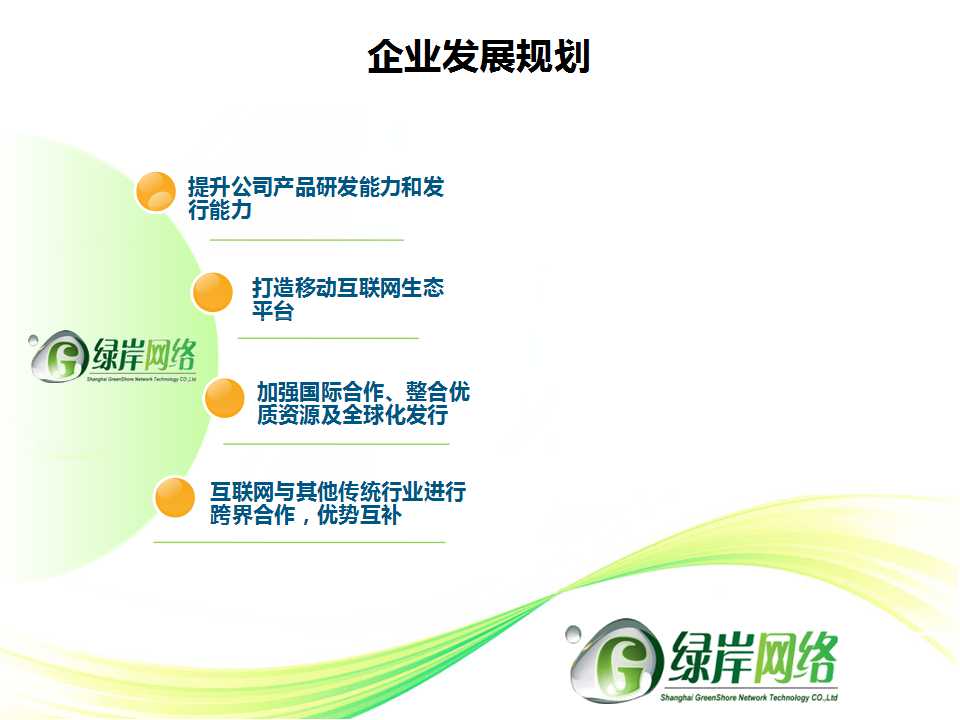 企业发展规划
提升公司产品研发能力和发
行能力
打造移动互联网生态
平台
绿岸网络
Shanghai GreenShore Network Technology CO.,Ltd
加强国际合作、整合优
质资源及全球化发行
互联网与其他传统行业进行
跨界合作，优势互补
绿岸网络
Shanghai GreenShore Network Technology CO.,Ltd